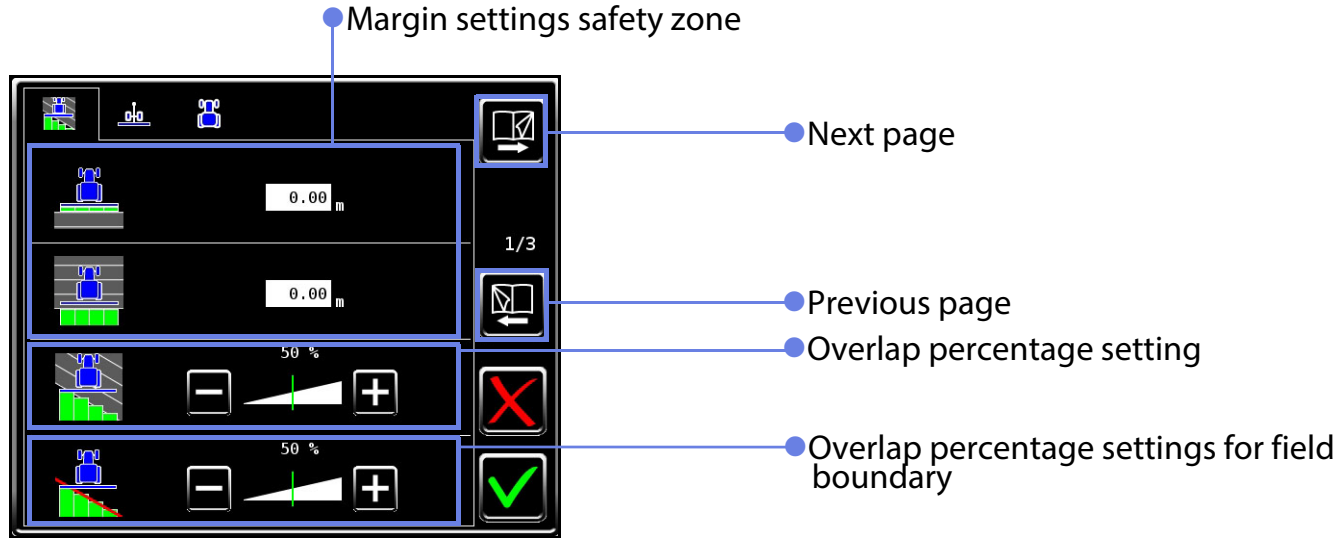 Margin settings safety zone
Next page
0.00 m
1/3
0.00 m
Previous page
50 %
Overlap percentage setting
50 %
Overlap percentage settings for field
boundary